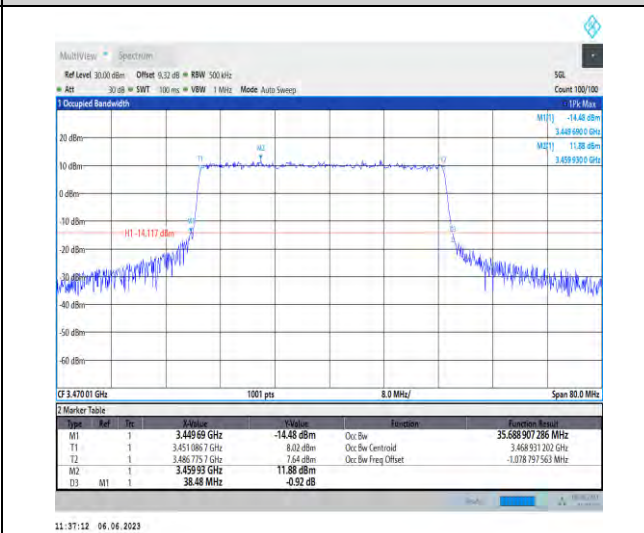 MultiView Spectrum
Ref Level 30.00 dBm Offset 9.32 dB RBW 500 kHz SGL
Att 30 dB SWT 100 ms VBW 1 MHz Mode Auto Sweep Count 100/100
1 Occupied Bandwidth 1Pk Max
M1[1] -14.48 dBm
3.449 690 0 GHz
M2[1] 11.88 dBm
3.459 930 0 GHz
20 dBm
T1 M2 T2
10 dBm
0 dBm
-10 dBm
H1 -14.117 dBm
-20 dBm
-30 dBm
-40 dBm
-50 dBm
-60 dBm
CF 3.470 01 GHz 1001 pts 8.0 MHz/ Span 80.0 MHz
2 Marker Table
Type Ref Trc X-Value Y-Value Function Function Result
M1 1 3.449 69 GHz -14.48 dBm Occ Bw 35.688 907 286 MHz
T1 1 3.451 086 7 GHz 8.02 dBm Occ Bw Centroid 3.468 931 202 GHz
T2 1 3.486 775 7 GHz 7.64 dBm Occ Bw Freq Offset -1.078 797 563 MHz
M2 1 3.459 93 GHz 11.88 dBm
D3 M1 1 38.48 MHz -0.92 dB
11:37:12 06.06.2023